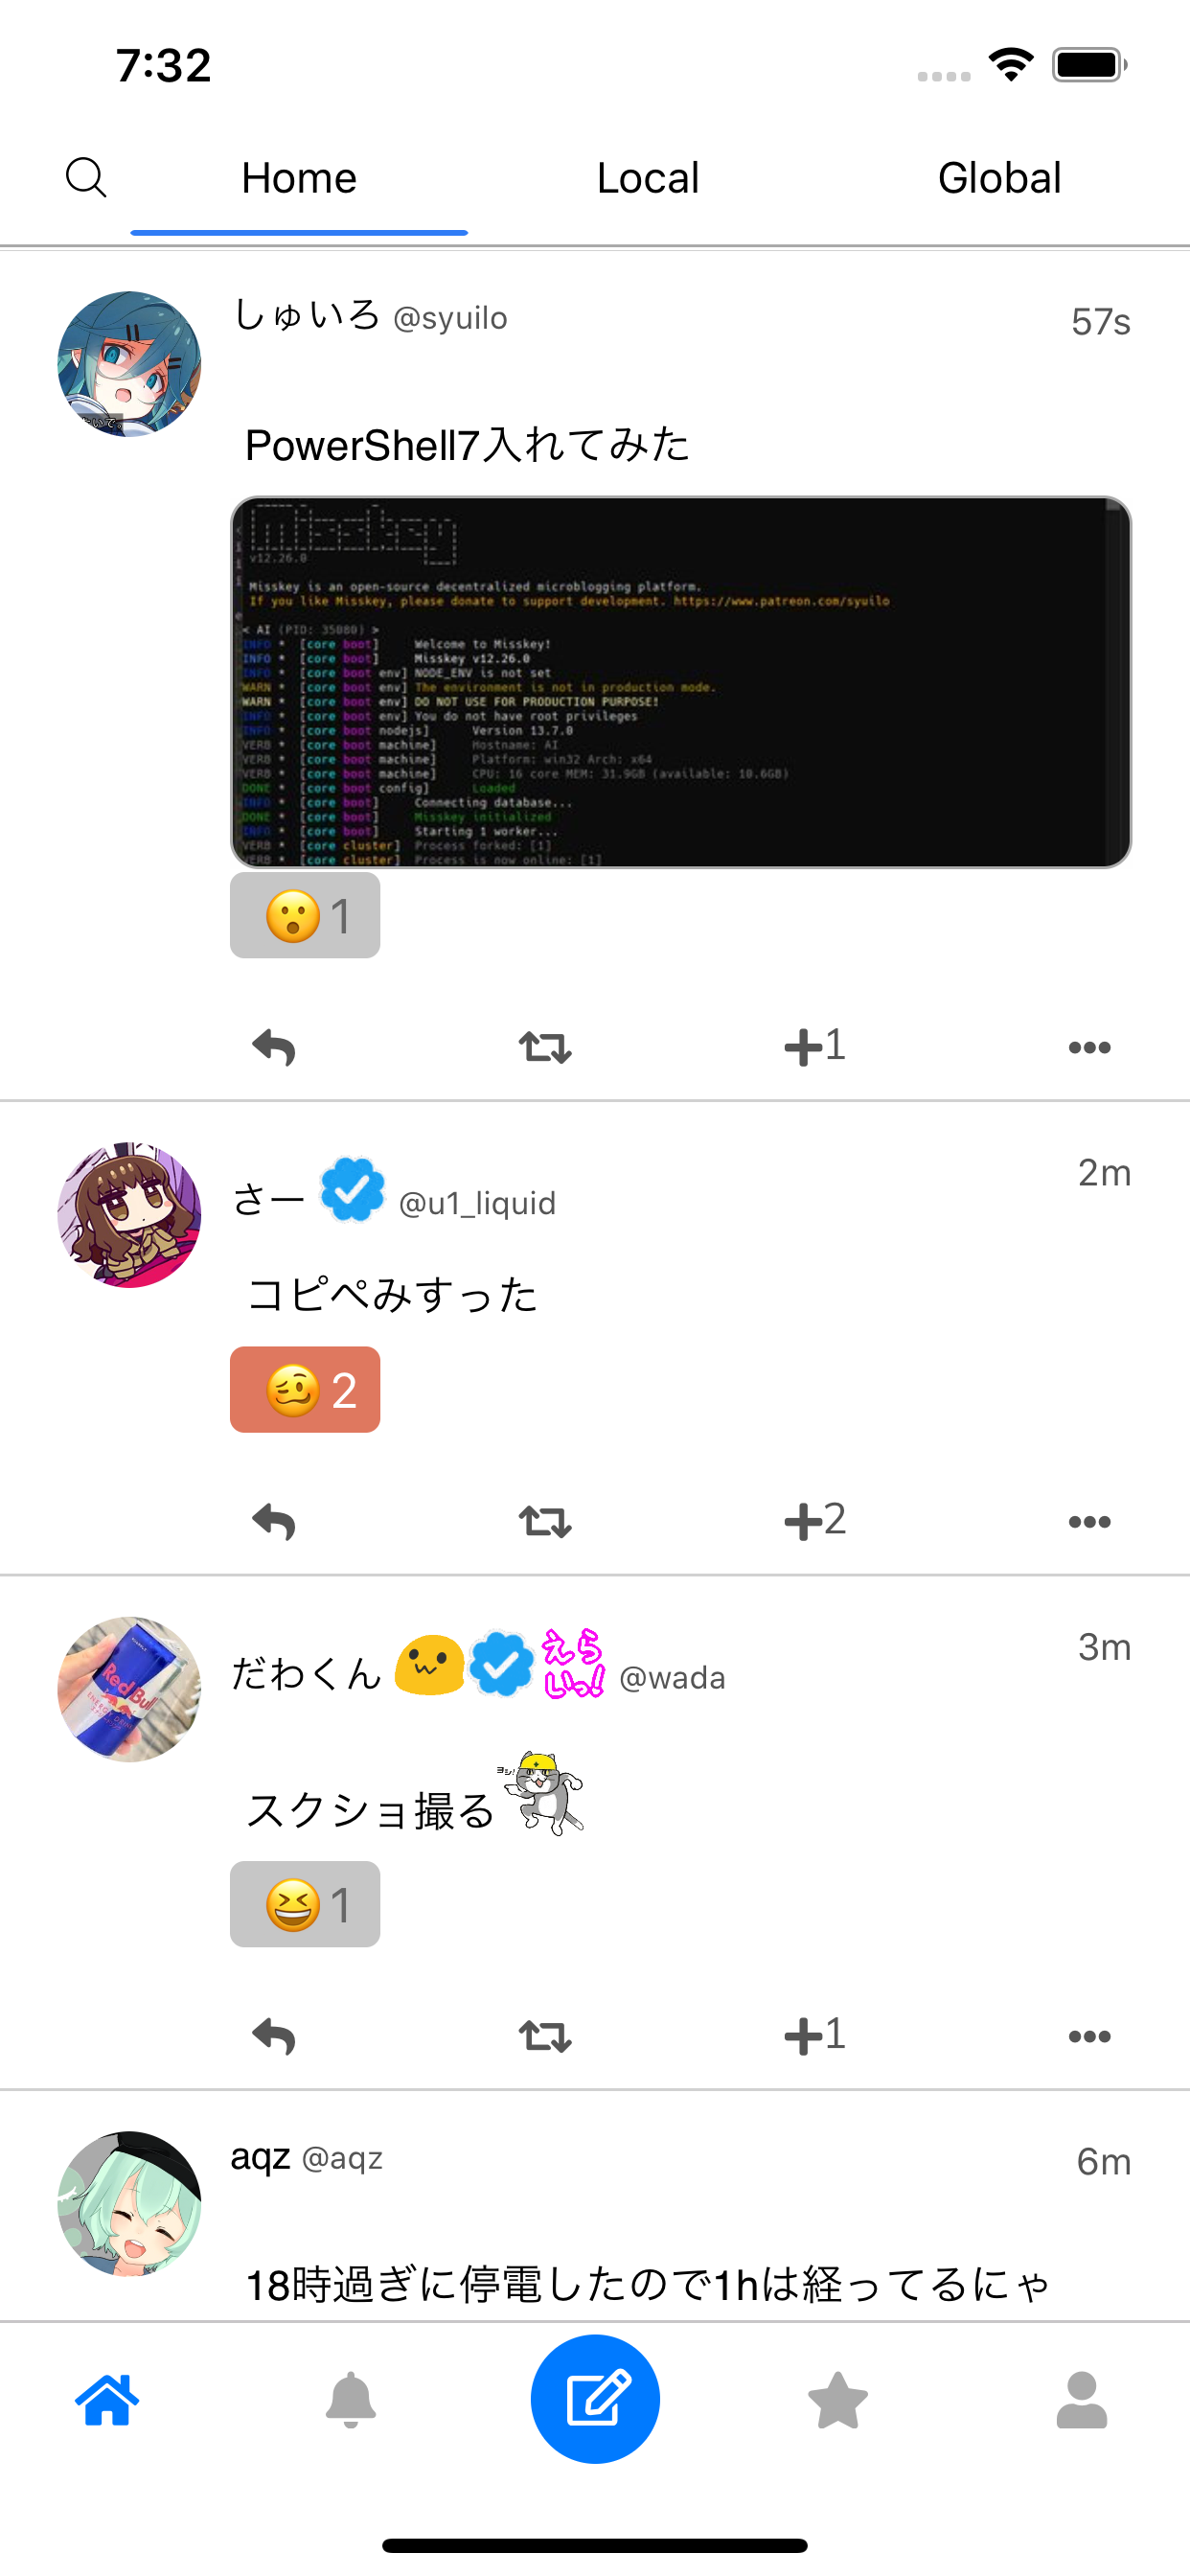 7:32
Home Local Global
しゅいろ @syuilo 57s
PowerShell7入れてみた
misskey
v12.26.0
Misskey is an open-source decentralized microblogging platform.
If you like Misskey, please donate to support development. https://www.patreon.com/syuilo
< AI (PID: 35080) >
INFO * [core boot] Welcome to Misskey!
INFO * [core boot] Misskey v12.26.0
INFO * [core boot env] NODE_ENV is not set
WARN * [core boot env] The environment is not in production mode.
WARN * [core boot env] DO NOT USE FOR PRODUCTION PURPOSE!
INFO * [core boot env] You do not have root privileges
INFO * [core boot nodejs] Version 13.7.0
VERB * [core boot machine] Hostname: AI
VERB * [core boot machine] Platform: win32 Arch: x64
VERB * [core boot machine] CPU: 16 core MEM: 31.9GB (available: 10.6GB)
DONE * [core boot config] Loaded
INFO * [core boot] Connecting database...
DONE * [core boot] Misskey initialized
INFO * [core boot] Starting 1 worker...
VERB * [core cluster] Process forked: [1]
VERB * [core cluster] Process is now online: [1]
😮 1
+1
さー @u1_liquid 2m
コピペみすった
🥴 2
+2
だわくん えらいっ! @wada 3m
Red Bull
ENERGY DRINK
スクショ撮る ヨシ!
😆 1
+1
aqz @aqz 6m
18時過ぎに停電したので1hは経ってるにゃ